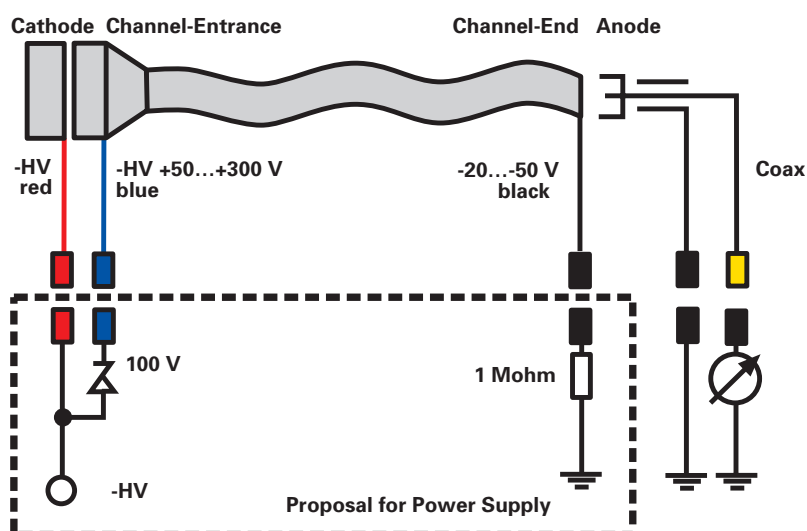 Cathode Channel-Entrance Channel-End Anode
-HV
red
-HV +50...+300 V
blue
-20...-50 V
black
Coax
100 V
1 Mohm
-HV
Proposal for Power Supply